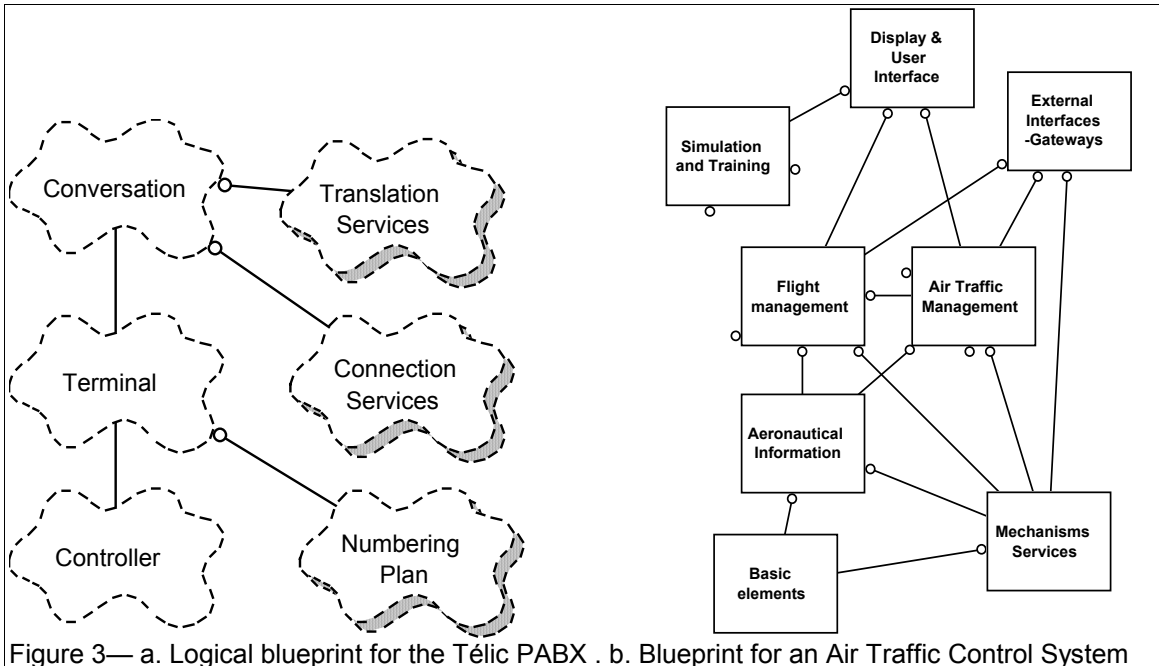 Conversation
Translation
Services
Terminal
Connection
Services
Controller
Numbering
Plan
Display &
User
Interface
External
Interfaces
-Gateways
Simulation
and Training
Flight
management
Air Traffic
Management
Aeronautical
Information
Mechanisms
Services
Basic
elements
Figure 3— a. Logical blueprint for the Télic PABX . b. Blueprint for an Air Traffic Control System